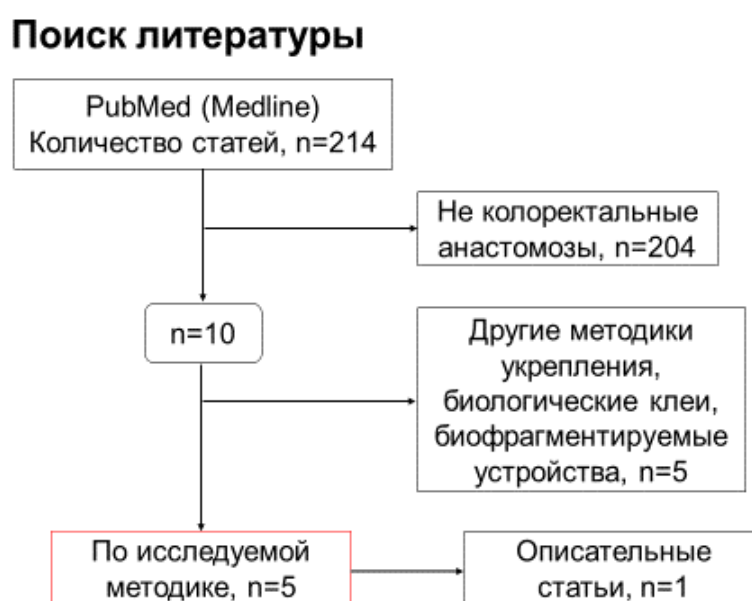 Поиск литературы
PubMed (Medline)
Количество статей, n=214
Не колоректальные
анастомозы, n=204
n=10
Другие методики
укрепления,
биологические клеи,
биофрагментируемые
устройства, n=5
По исследуемой
методике, n=5
Описательные
статьи, n=1